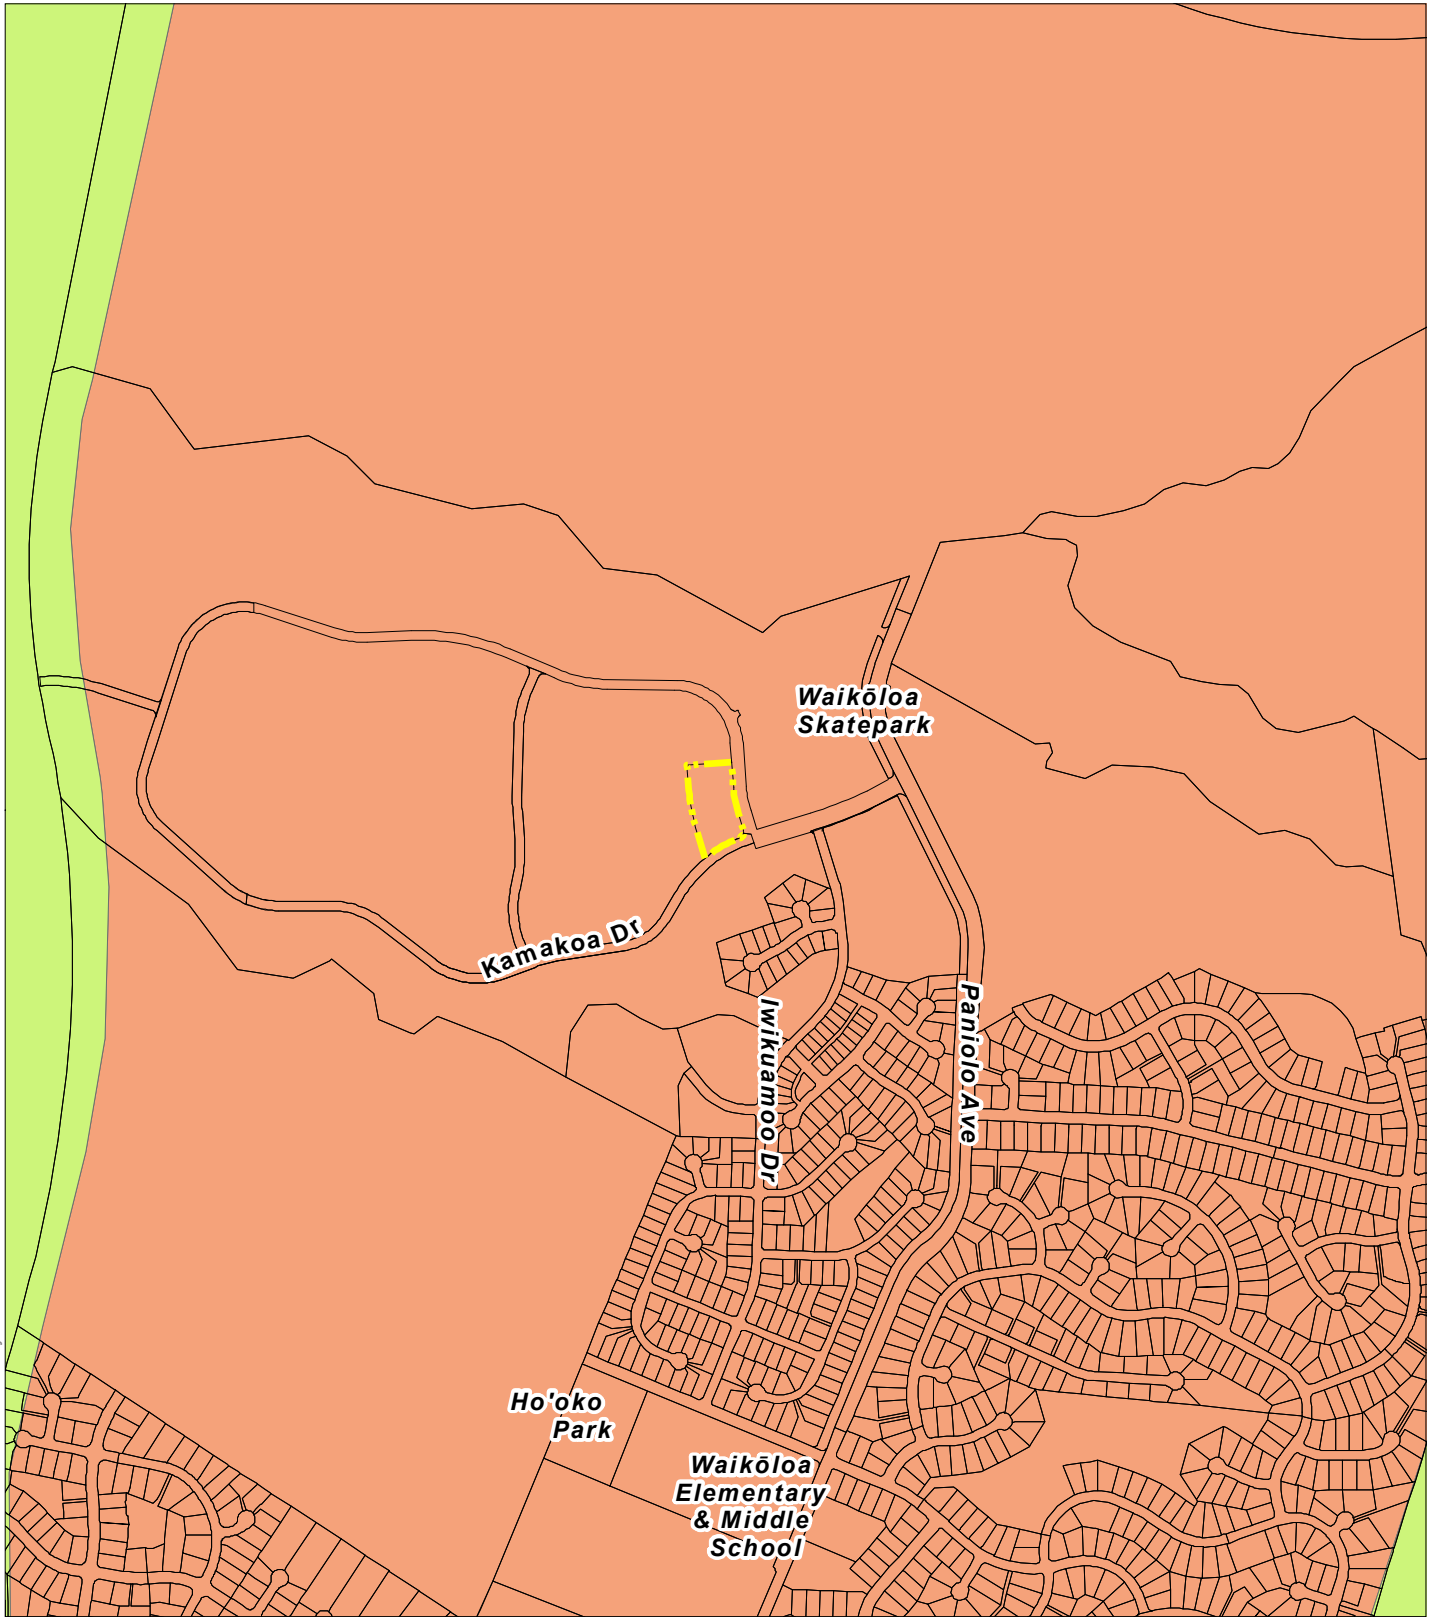 Waikōloa
Skatepark
Kamakoa Dr
Iwikuamoo Dr
Paniolo Ave
Ho'oko
Park
Waikōloa
Elementary
& Middle
School